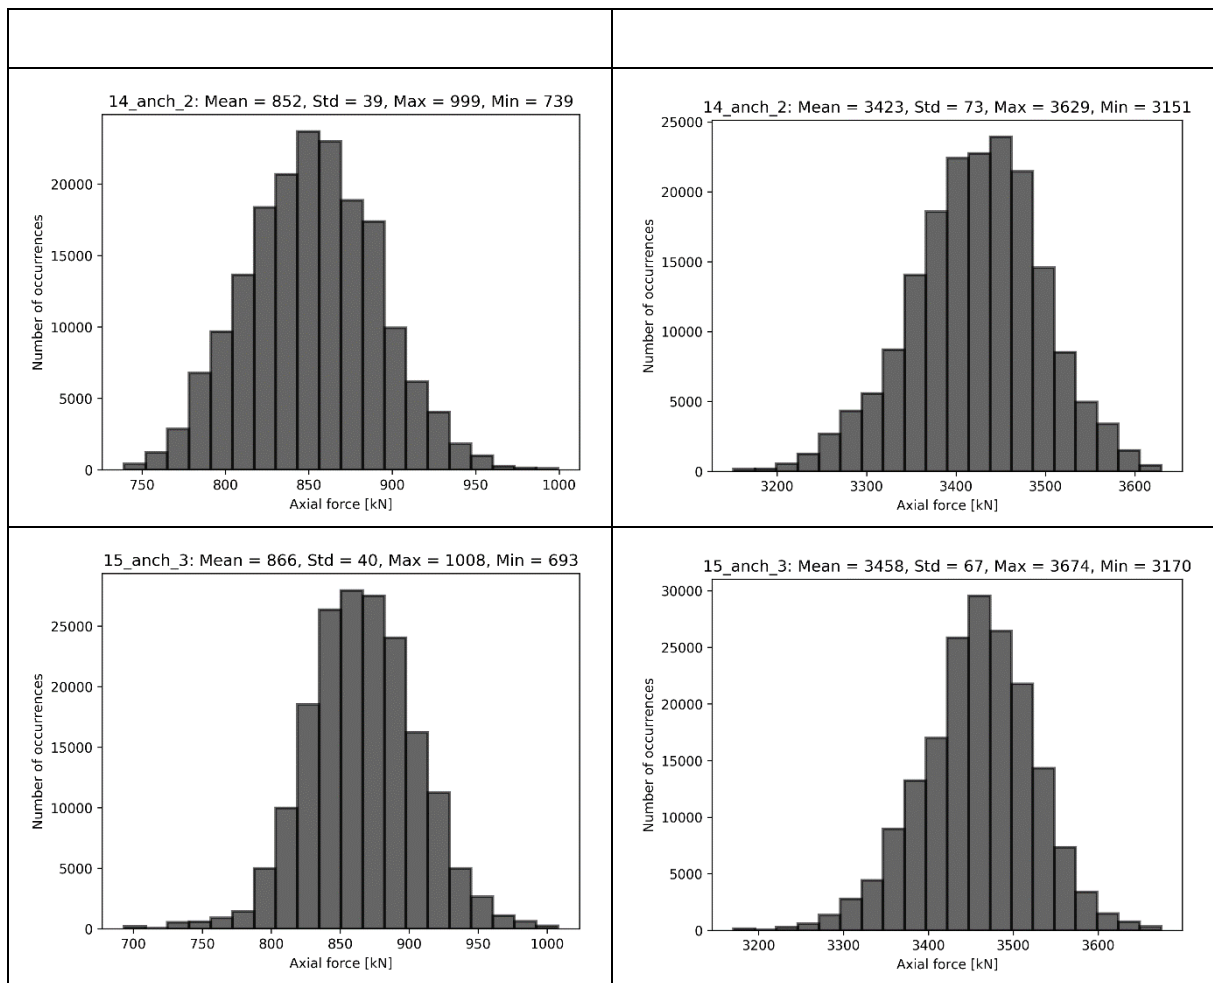 14_anch_2: Mean = 852, Std = 39, Max = 999, Min = 739
Number of occurrences
20000
15000
10000
5000
0
750 800 850 900 950 1000
Axial force [kN]
14_anch_2: Mean = 3423, Std = 73, Max = 3629, Min = 3151
Number of occurrences
25000
20000
15000
10000
5000
0
3200 3300 3400 3500 3600
Axial force [kN]
15_anch_3: Mean = 866, Std = 40, Max = 1008, Min = 693
Number of occurrences
25000
20000
15000
10000
5000
0
700 750 800 850 900 950 1000
Axial force [kN]
15_anch_3: Mean = 3458, Std = 67, Max = 3674, Min = 3170
Number of occurrences
30000
25000
20000
15000
10000
5000
0
3200 3300 3400 3500 3600
Axial force [kN]